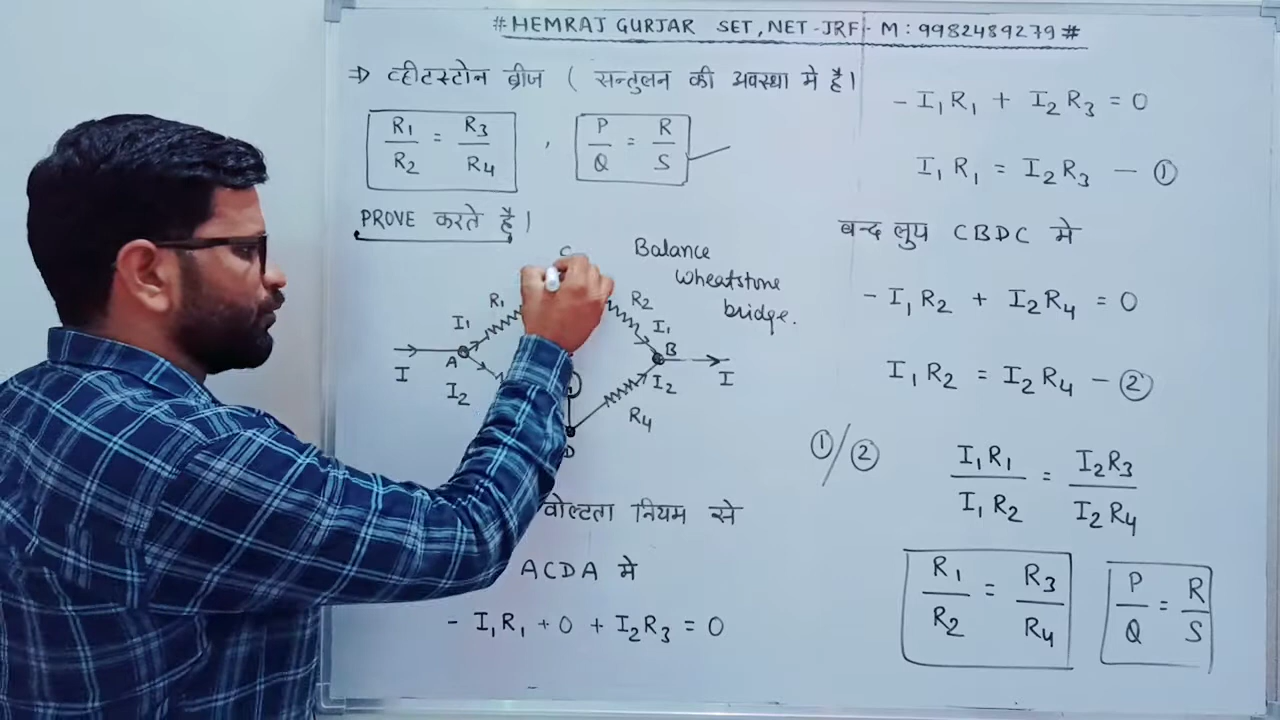 # HEMRAJ GURJAR SET, NET-JRF - M: 9982489279 #
⇒ व्हीटस्टोन ब्रीज ( सन्तुलन की अवस्था मे है।
R₁/R₂ = R₃/R₄ , P/Q = R/S
PROVE करते है।
Balance
Wheatstone
bridge.
C
R₁
R₂
I₁
I₁
A
B
I
I
I₂
I₂
R₄
D
वोल्टता नियम से
ACDA मे
- I₁R₁ + 0 + I₂R₃ = 0
- I₁R₁ + I₂R₃ = 0
I₁R₁ = I₂R₃ — ①
बन्द लुप CBDC मे
- I₁R₂ + I₂R₄ = 0
I₁R₂ = I₂R₄ — ②
①/② I₁R₁/I₁R₂ = I₂R₃/I₂R₄
R₁/R₂ = R₃/R₄ P/Q = R/S